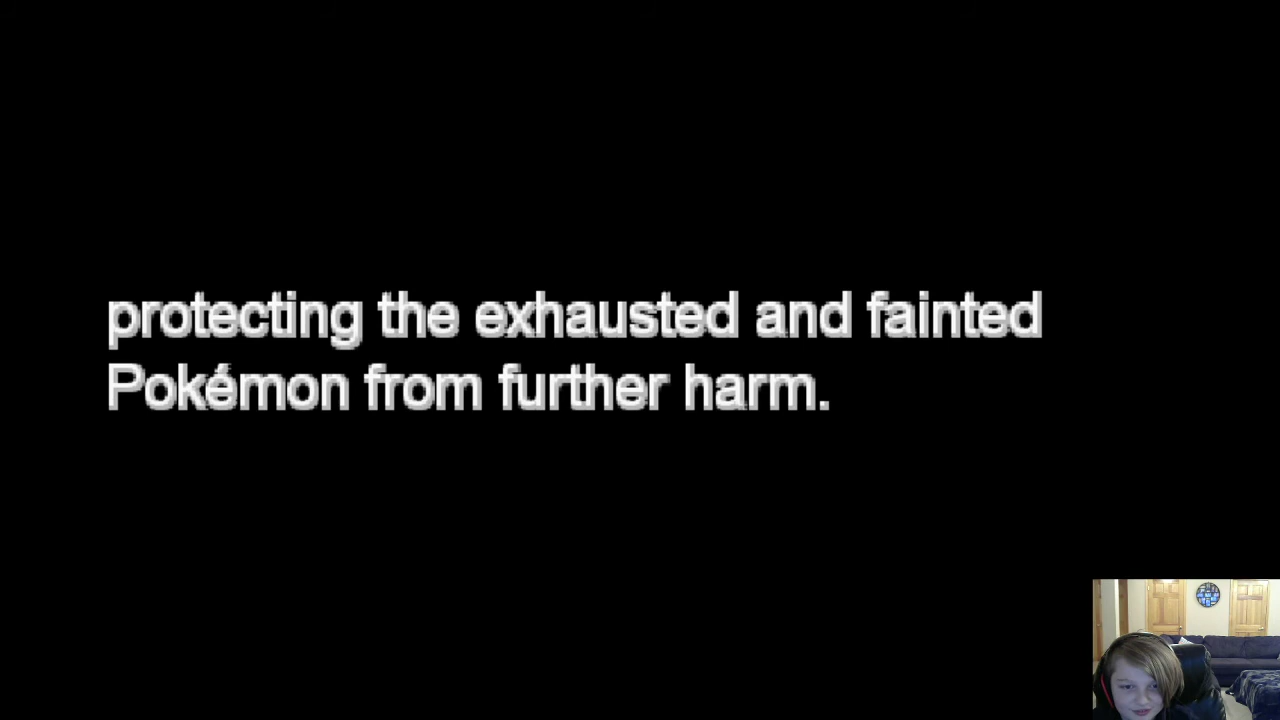 protecting the exhausted and fainted
Pokémon from further harm.